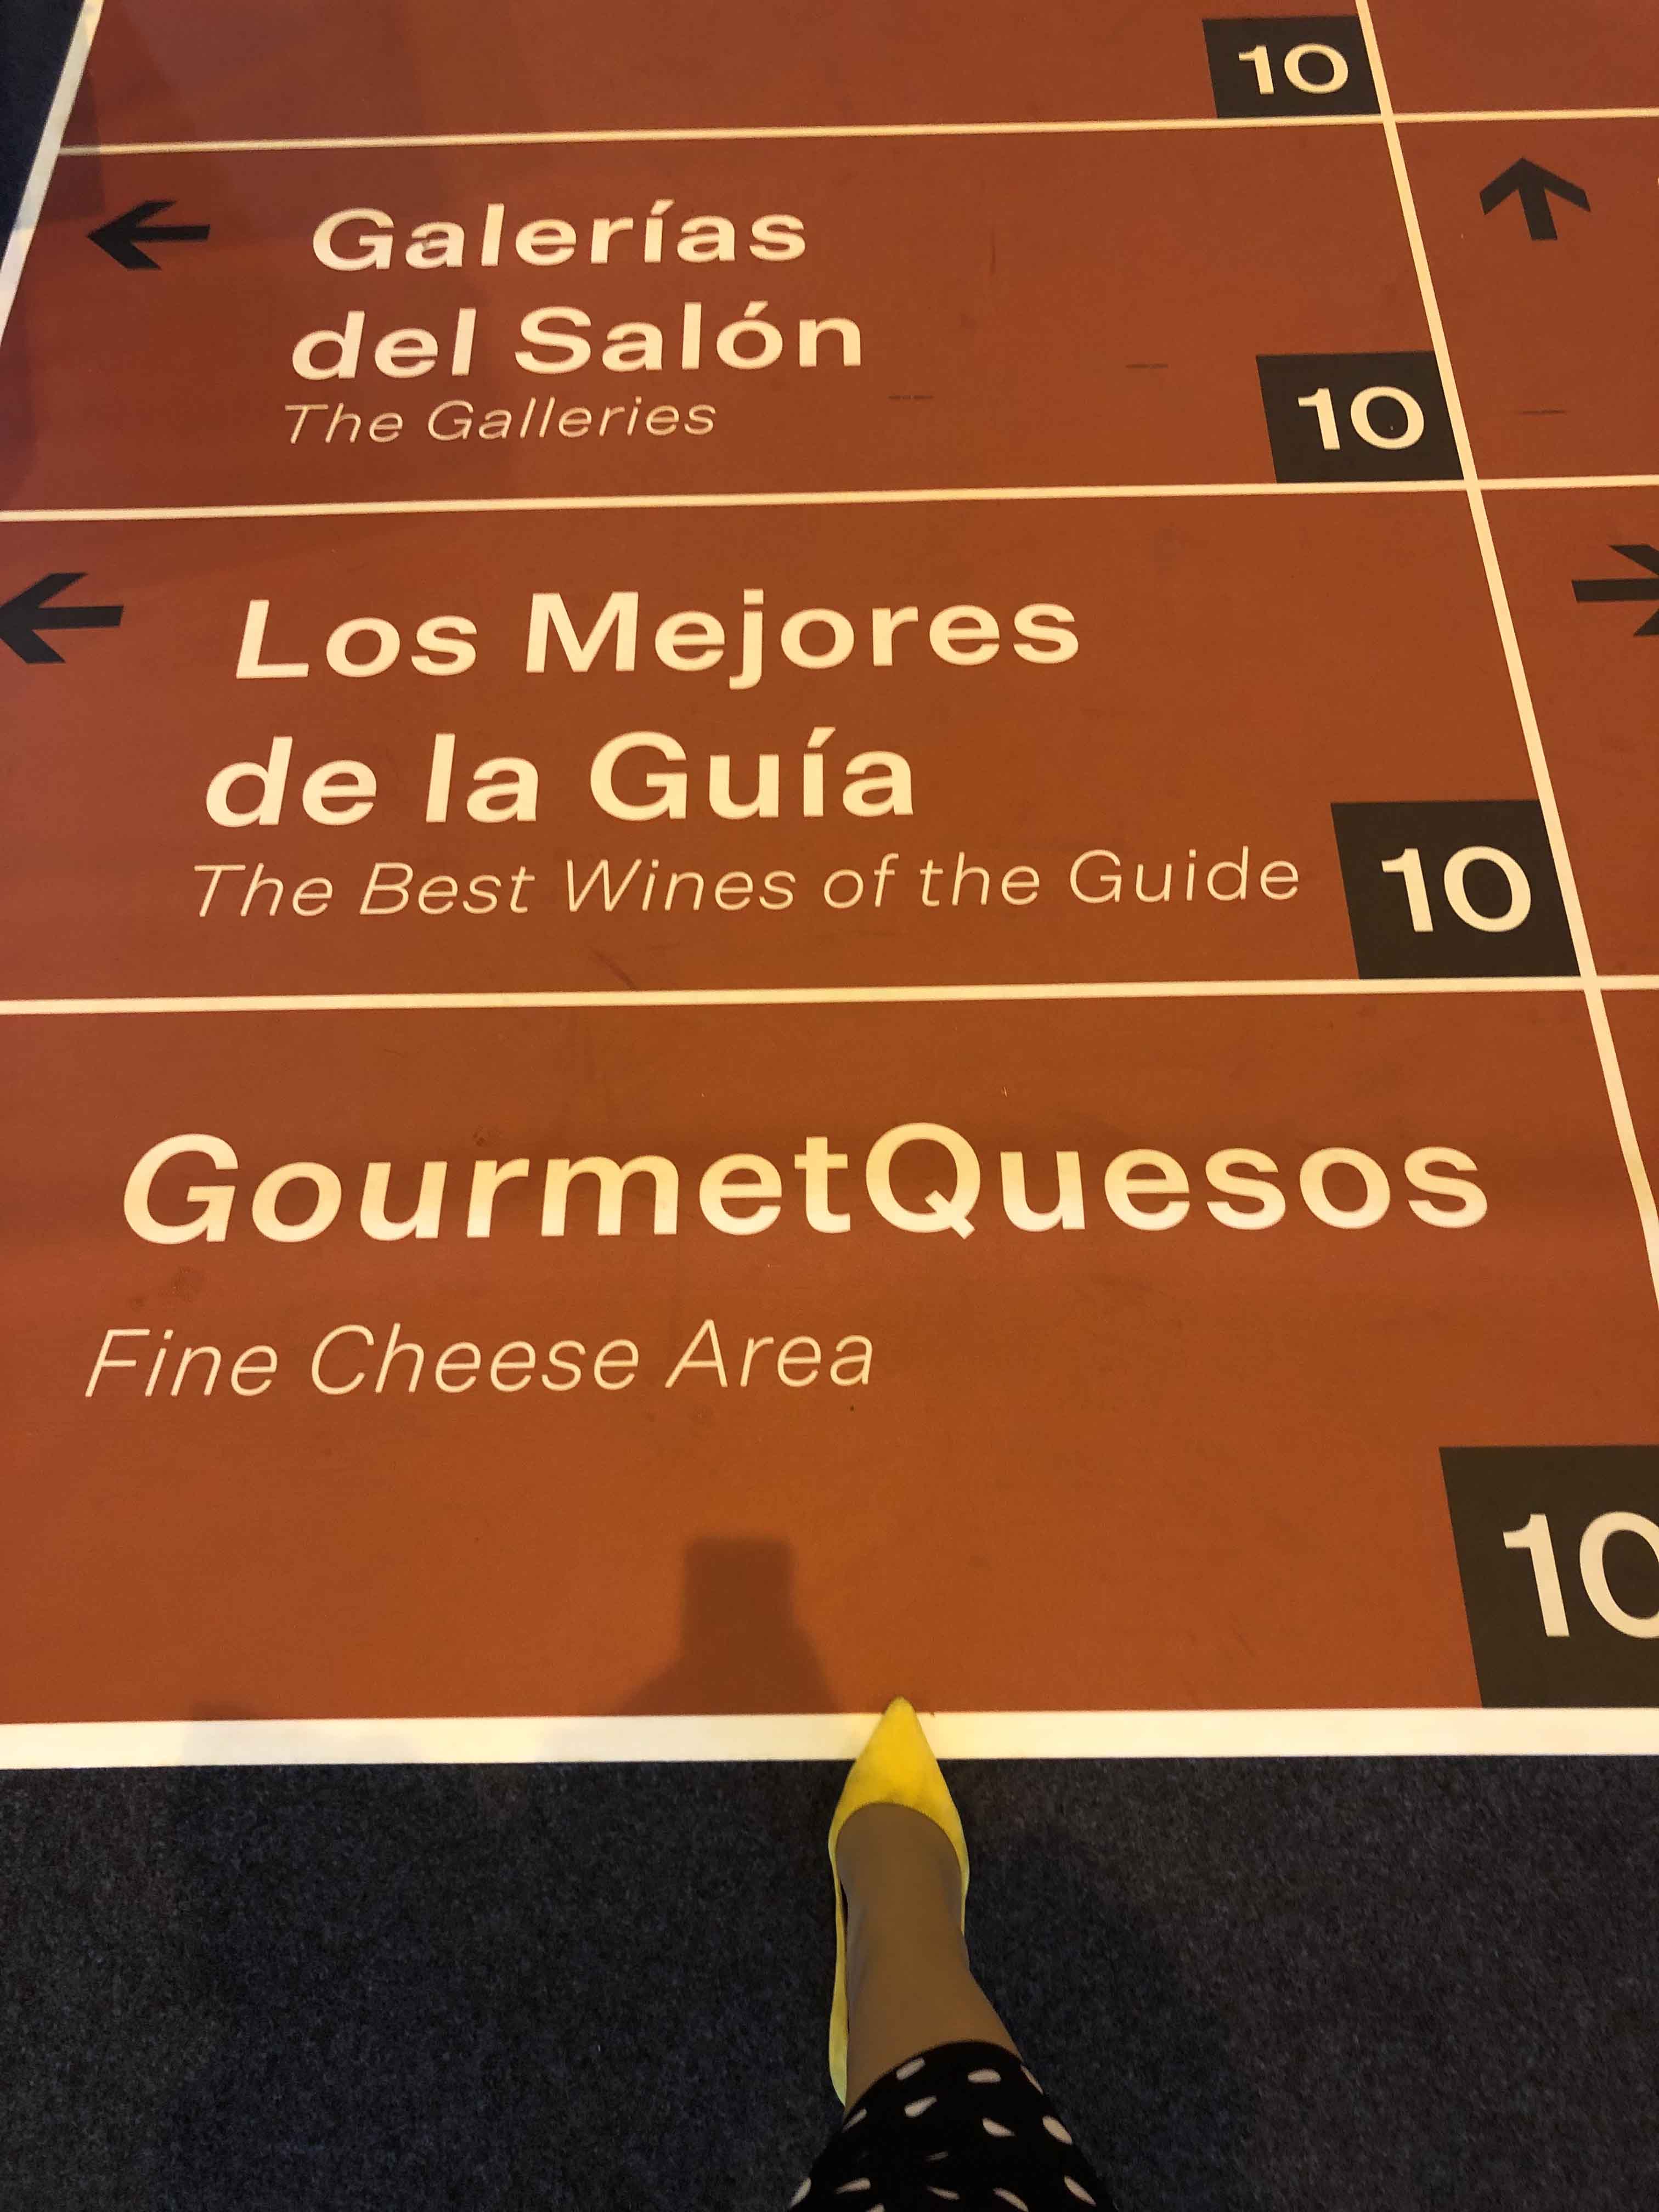 10
Galerías
del Salón
The Galleries
10
Los Mejores
de la Guía
The Best Wines of the Guide
10
GourmetQuesos
Fine Cheese Area
10